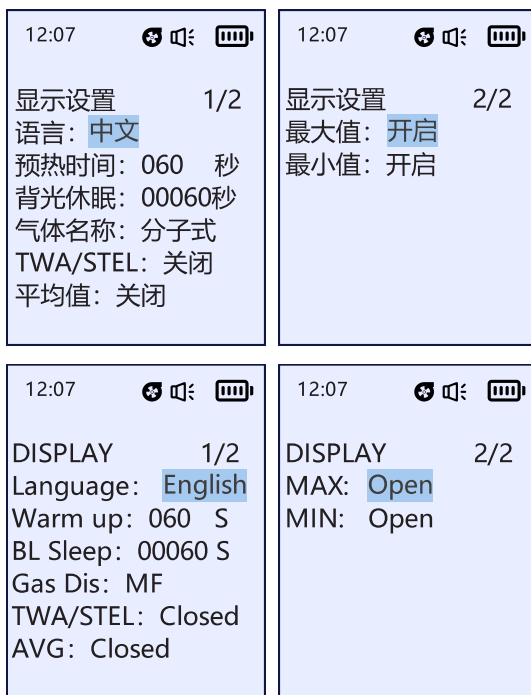 12:07
显示设置 1/2
语言：中文
预热时间：060 秒
背光休眠：00060秒
气体名称：分子式
TWA/STEL：关闭
平均值：关闭
12:07
显示设置 2/2
最大值：开启
最小值：开启
12:07
DISPLAY 1/2
Language： English
Warm up：060 S
BL Sleep：00060 S
Gas Dis：MF
TWA/STEL：Closed
AVG：Closed
12:07
DISPLAY 2/2
MAX: Open
MIN: Open